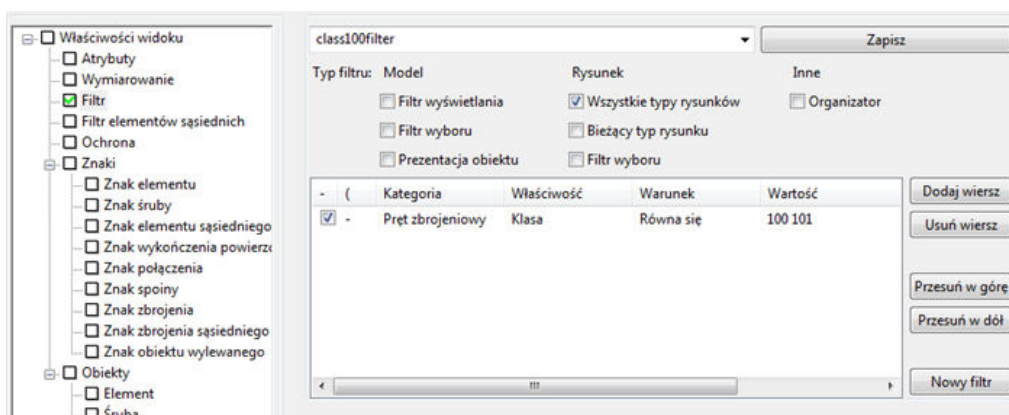 Właściwości widoku
Atrybuty
Wymiarowanie
Filtr
Filtr elementów sąsiednich
Ochrona
Znaki
Znak elementu
Znak śruby
Znak elementu sąsiedniego
Znak wykończenia powierzc
Znak połączenia
Znak spoiny
Znak zbrojenia
Znak zbrojenia sąsiedniego
Znak obiektu wylewanego
Obiekty
Element
Śruba
class100filter Zapisz
Typ filtru: Model Rysunek Inne
Filtr wyświetlania Wszystkie typy rysunków Organizator
Filtr wyboru Bieżący typ rysunku
Prezentacja obiektu Filtr wyboru
- ( Kategoria Właściwość Warunek Wartość
- Pręt zbrojeniowy Klasa Równa się 100 101
Dodaj wiersz
Usuń wiersz
Przesuń w górę
Przesuń w dół
Nowy filtr